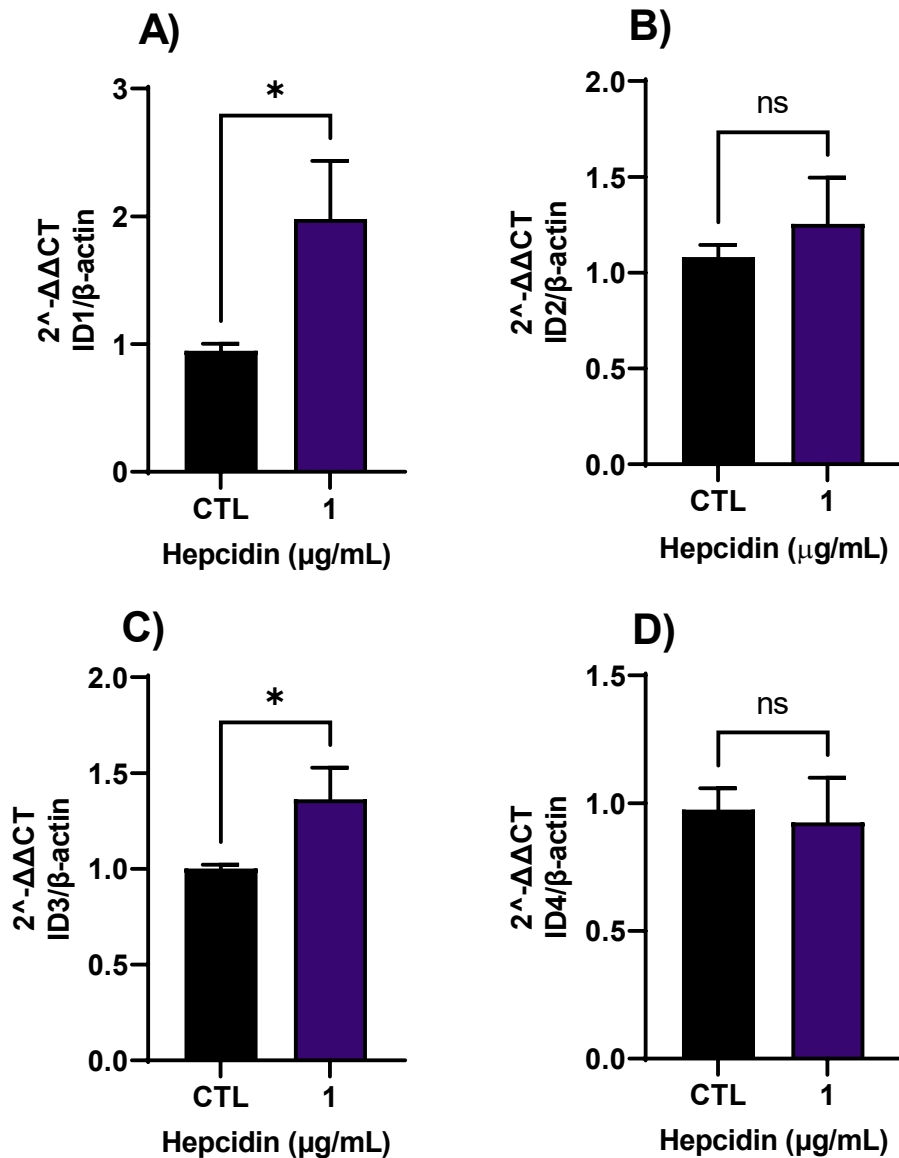 A)
3
2
1
0
2^-ΔΔCT
ID1/β-actin
*
CTL
1
Hepcidin (µg/mL)
B)
2.0
1.5
1.0
0.5
0.0
2^-ΔΔCT
ID2/β-actin
ns
CTL
1
Hepcidin (μg/mL)
C)
2.0
1.5
1.0
0.5
0.0
2^-ΔΔCT
ID3/β-actin
*
CTL
1
Hepcidin (µg/mL)
D)
1.5
1.0
0.5
0.0
2^-ΔΔCT
ID4/β-actin
ns
CTL
1
Hepcidin (µg/mL)